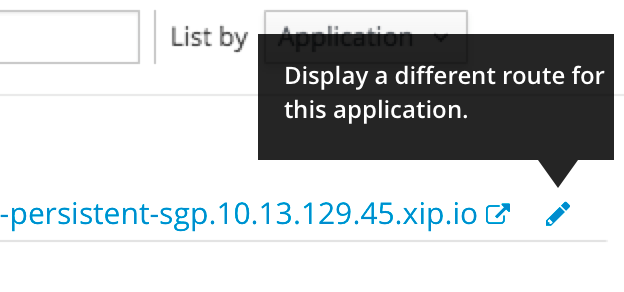 List by Application
Display a different route for
this application.
-persistent-sgp.10.13.129.45.xip.io